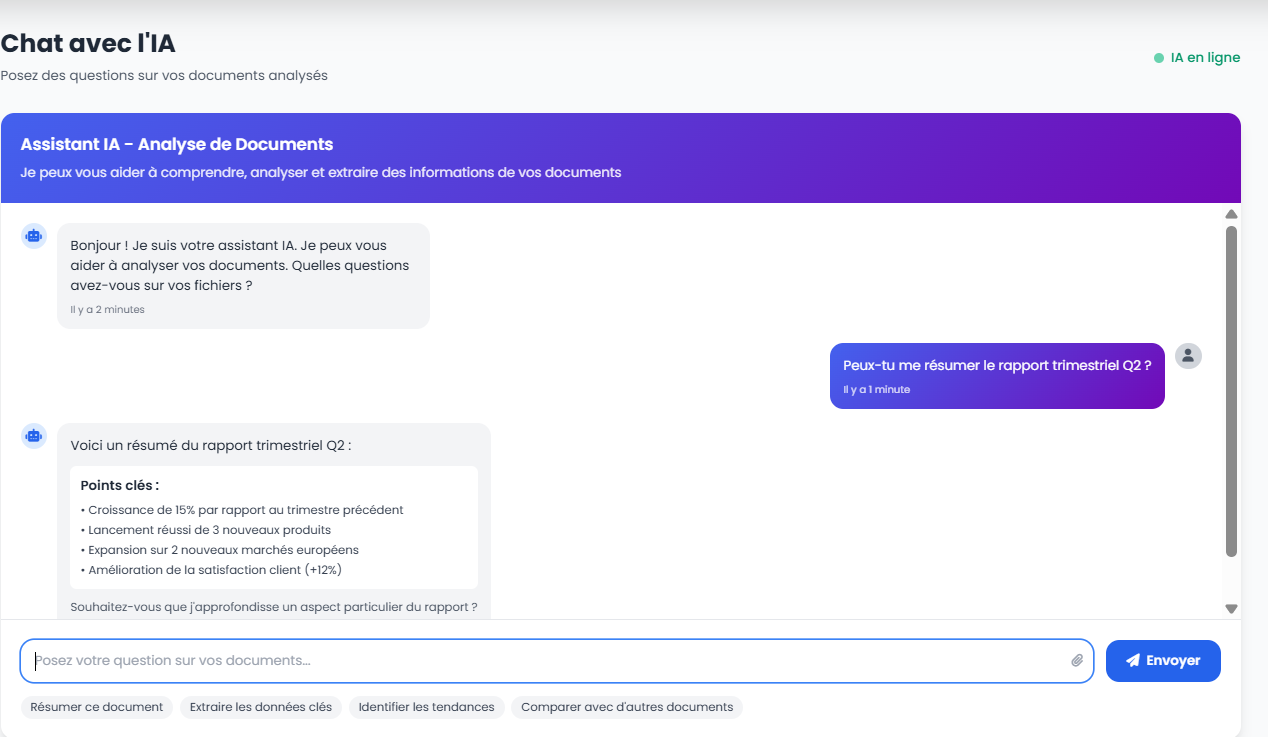 Chat avec l'IA
Posez des questions sur vos documents analysés
IA en ligne
Assistant IA - Analyse de Documents
Je peux vous aider à comprendre, analyser et extraire des informations de vos documents
Bonjour ! Je suis votre assistant IA. Je peux vous
aider à analyser vos documents. Quelles questions
avez-vous sur vos fichiers ?
Il y a 2 minutes
Peux-tu me résumer le rapport trimestriel Q2 ?
Il y a 1 minute
Voici un résumé du rapport trimestriel Q2 :
Points clés :
• Croissance de 15% par rapport au trimestre précédent
• Lancement réussi de 3 nouveaux produits
• Expansion sur 2 nouveaux marchés européens
• Amélioration de la satisfaction client (+12%)
Souhaitez-vous que j'approfondisse un aspect particulier du rapport ?
Posez votre question sur vos documents...
Envoyer
Résumer ce document
Extraire les données clés
Identifier les tendances
Comparer avec d'autres documents